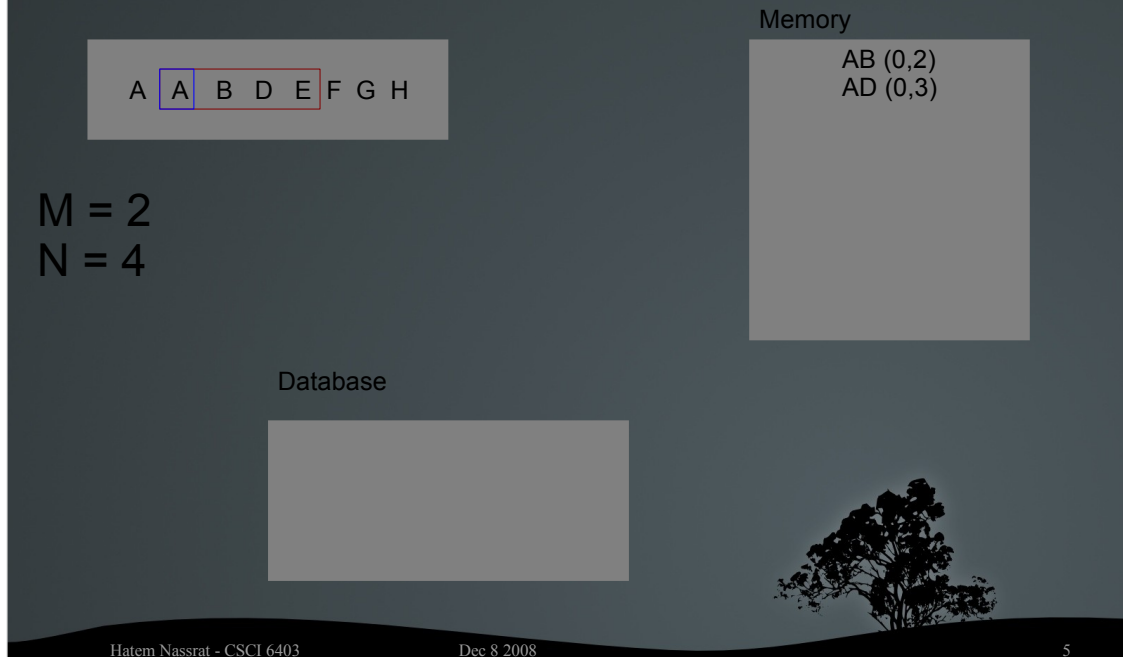 Memory
A A B D E F G H
AB (0,2)
AD (0,3)
M = 2
N = 4
Database
Hatem Nassrat - CSCI 6403 Dec 8 2008 5